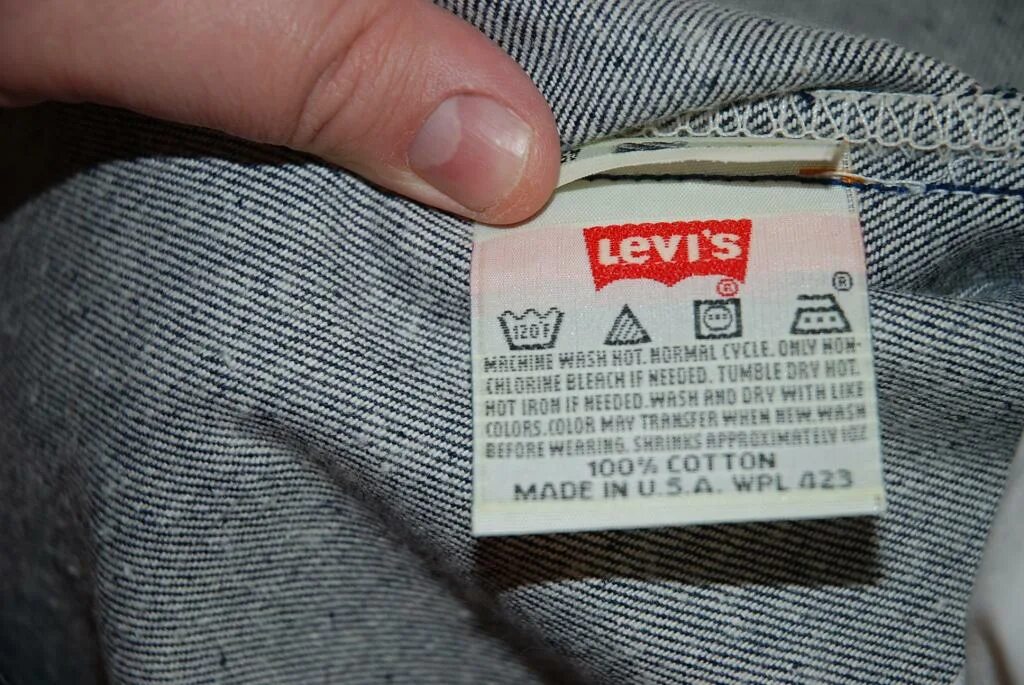 LEVI'S
®
®
120°F
MACHINE WASH HOT. NORMAL CYCLE. ONLY NON-
CHLORINE BLEACH IF NEEDED. TUMBLE DRY HOT.
HOT IRON IF NEEDED. WASH AND DRY WITH LIKE
COLORS. COLOR MAY TRANSFER WHEN NEW. WASH
BEFORE WEARING. SHRINKS APPROXIMATELY
100% COTTON
MADE IN U.S.A. WPL 423